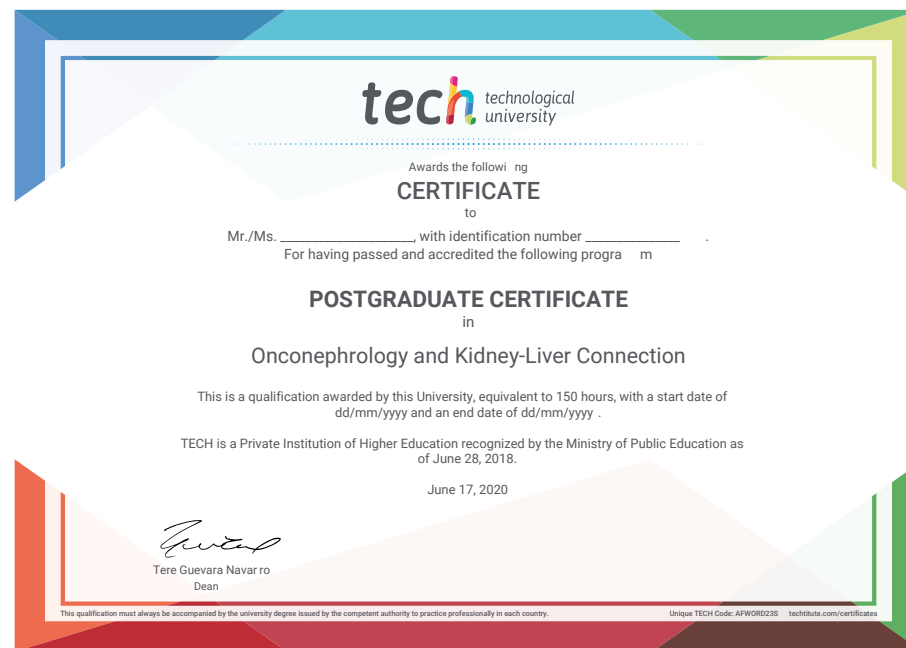 tech technological
university
Awards the followi ng
CERTIFICATE
to
Mr./Ms. ____________________, with identification number ______________ .
For having passed and accredited the following progra m
POSTGRADUATE CERTIFICATE
in
Onconephrology and Kidney-Liver Connection
This is a qualification awarded by this University, equivalent to 150 hours, with a start date of
dd/mm/yyyy and an end date of dd/mm/yyyy .
TECH is a Private Institution of Higher Education recognized by the Ministry of Public Education as
of June 28, 2018.
June 17, 2020
Tere Guevara Navar ro
Dean
This qualification must always be accompanied by the university degree issued by the competent authority to practice professionally in each country. Unique TECH Code: AFWORD23S techtitute.com/certificates